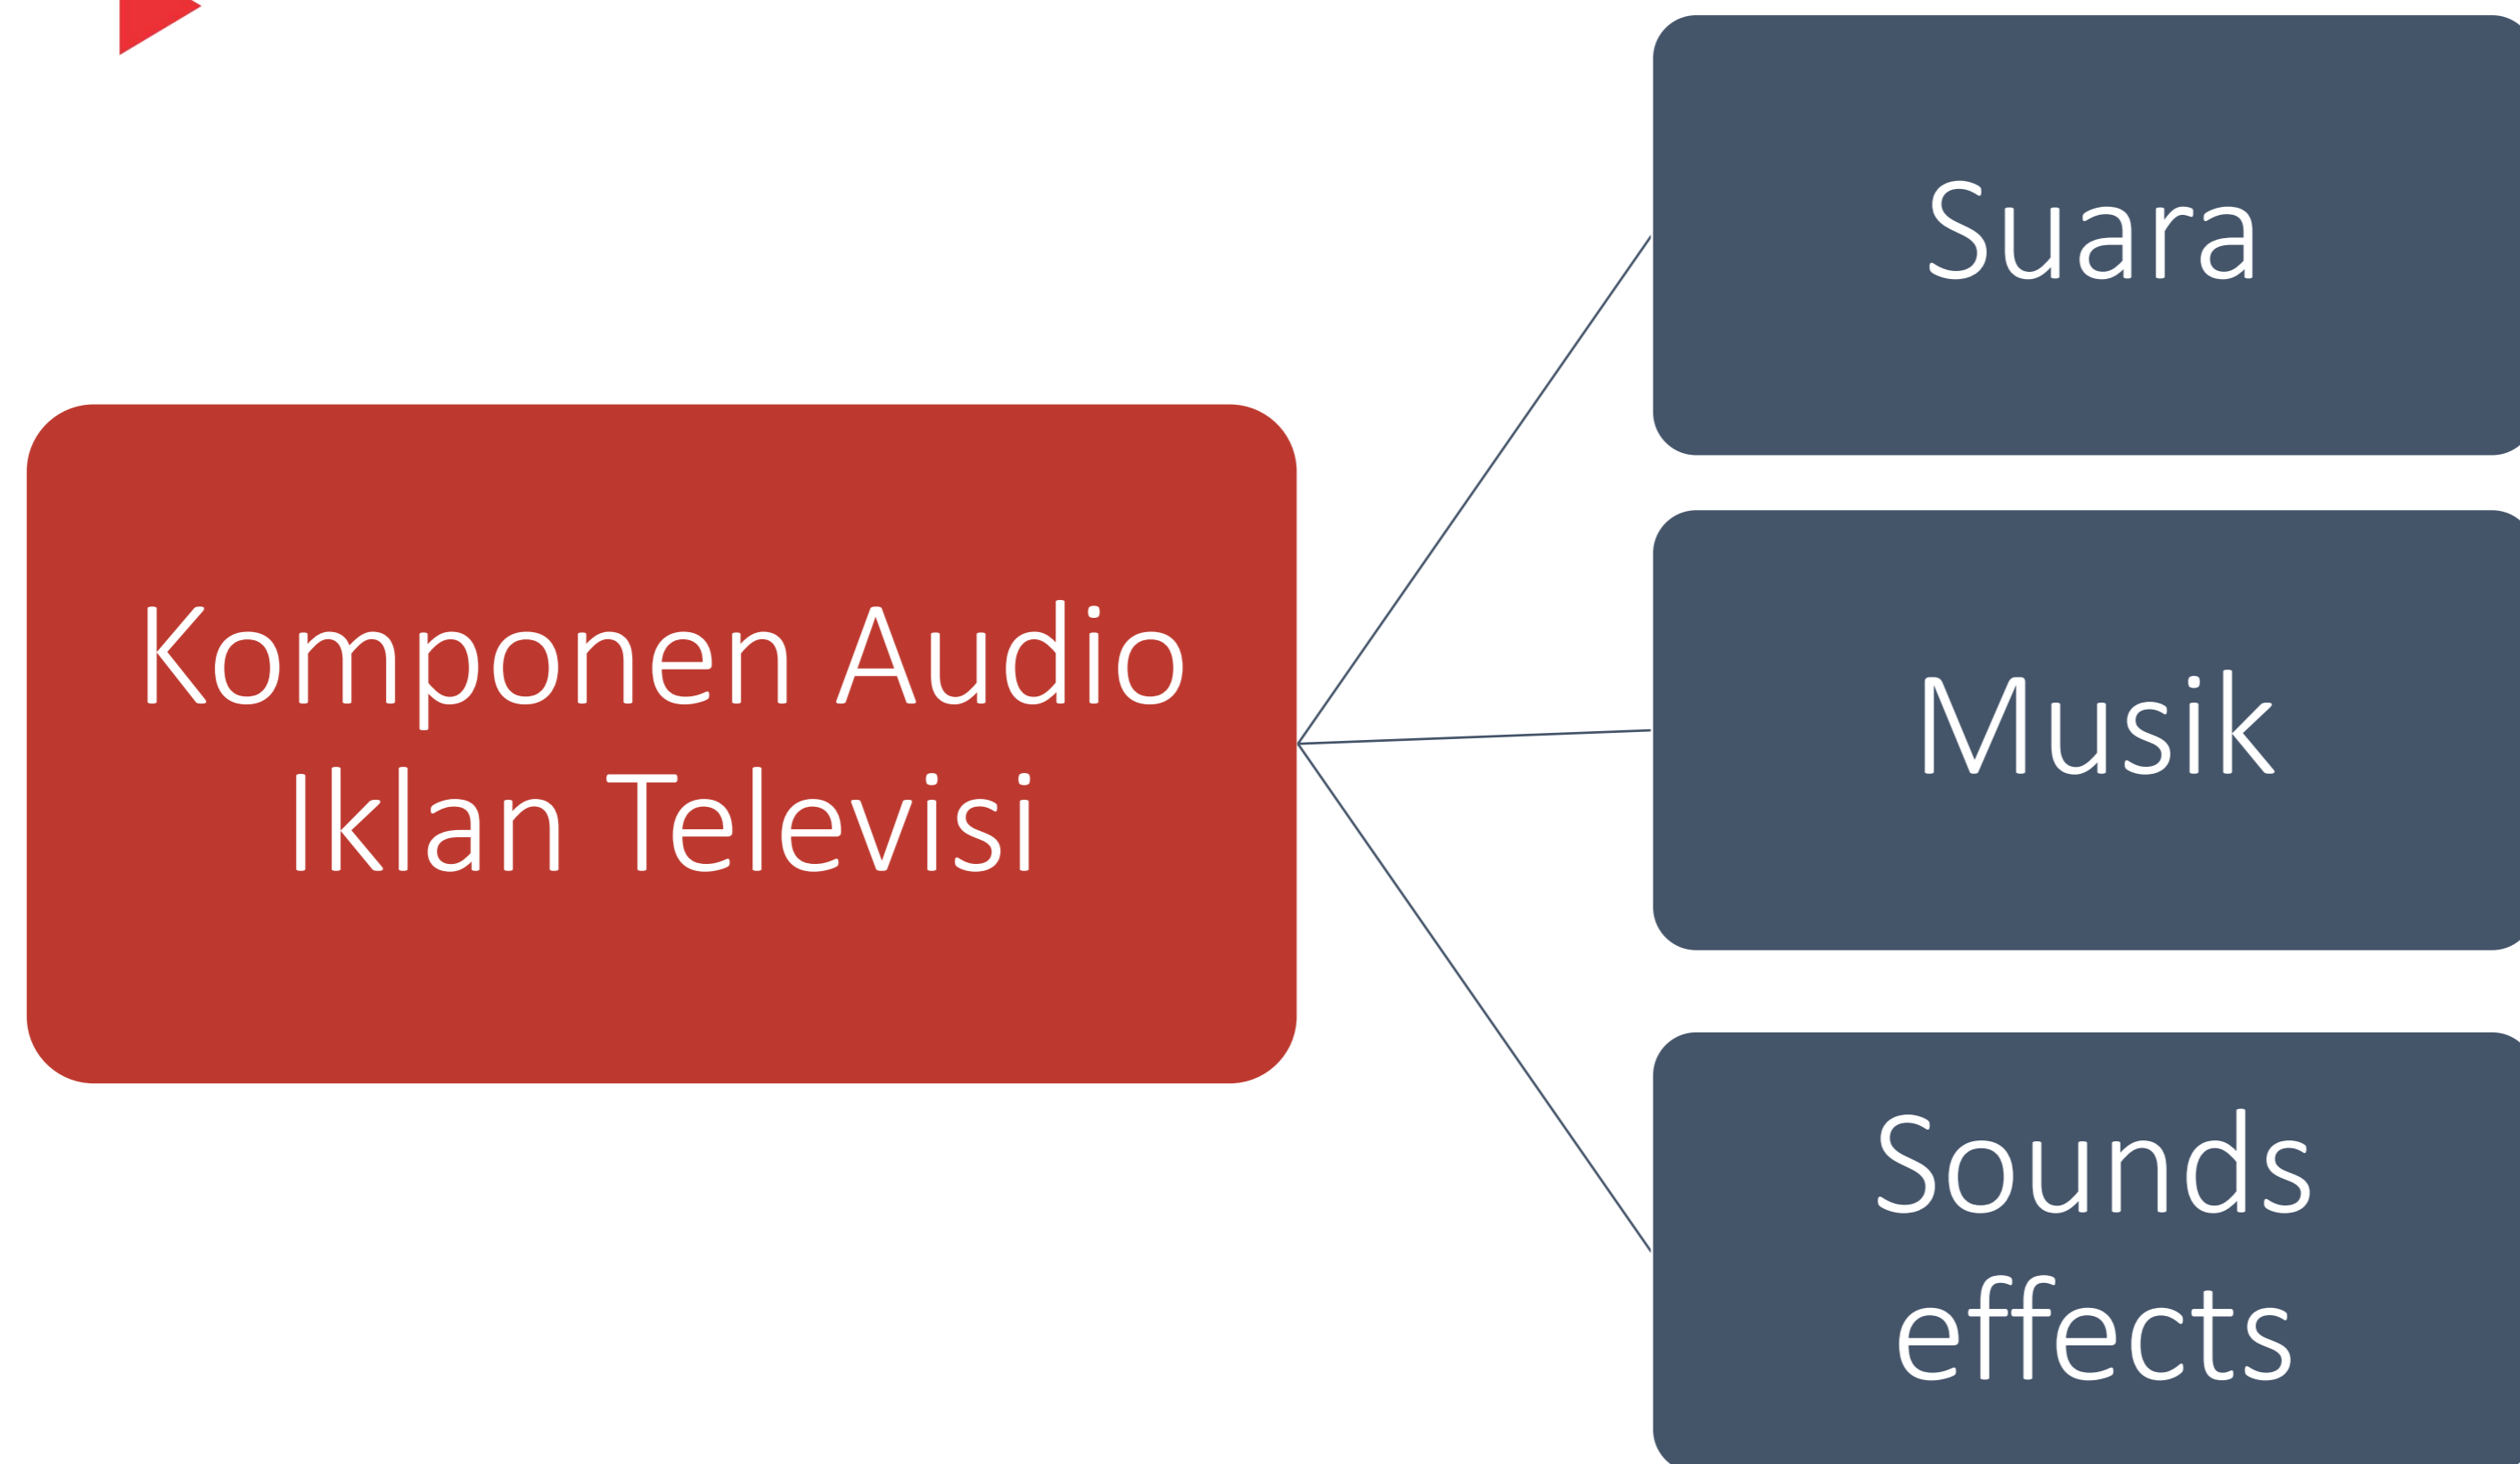 Komponen Audio
Iklan Televisi
Suara
Musik
Sounds
effects